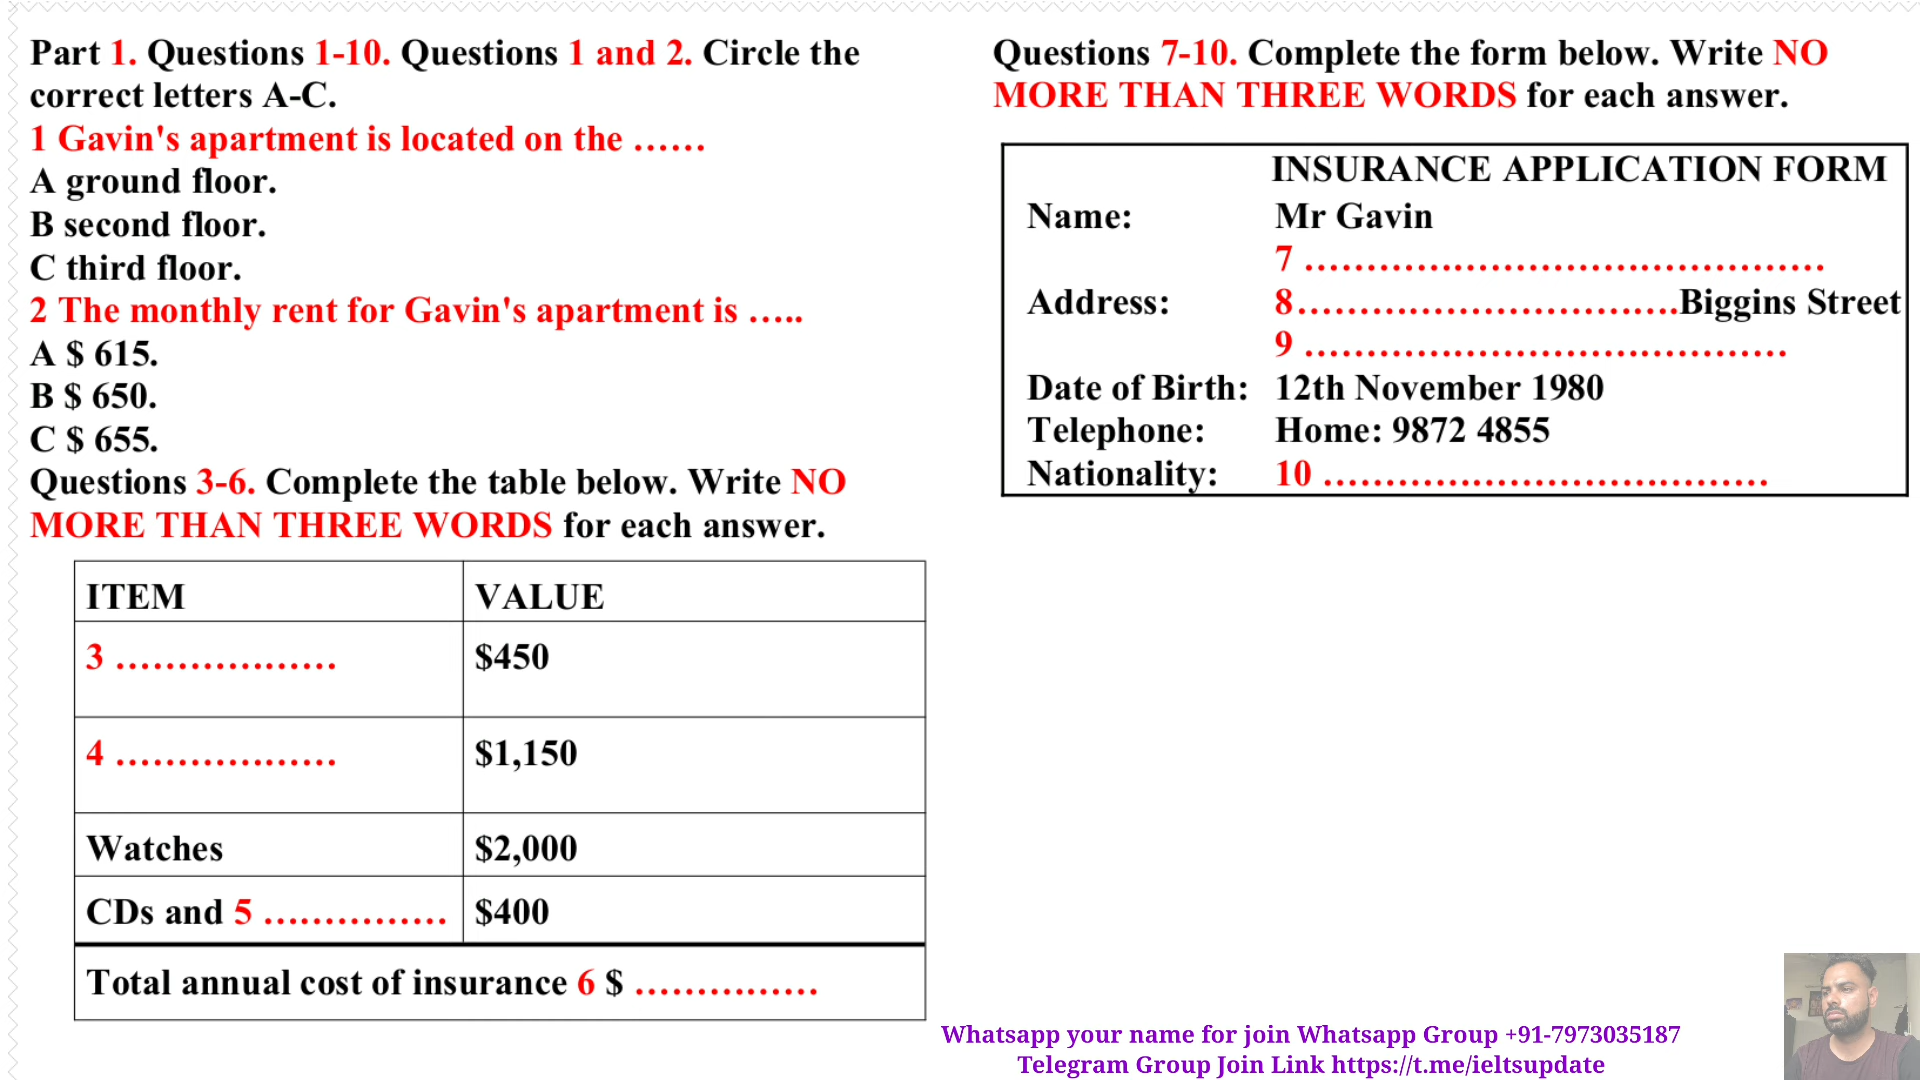 Part 1. Questions 1-10. Questions 1 and 2. Circle the
correct letters A-C.
1 Gavin's apartment is located on the ……
A ground floor.
B second floor.
C third floor.
2 The monthly rent for Gavin's apartment is …..
A $ 615.
B $ 650.
C $ 655.
Questions 3-6. Complete the table below. Write NO
MORE THAN THREE WORDS for each answer.
ITEM VALUE
3 ……………… $450
4 ……………… $1,150
Watches $2,000
CDs and 5 …………… $400
Total annual cost of insurance 6 $ ……………
Questions 7-10. Complete the form below. Write NO
MORE THAN THREE WORDS for each answer.
INSURANCE APPLICATION FORM
Name: Mr Gavin
7 ……………………………………
Address: 8………………………….Biggins Street
9 …………………………………
Date of Birth: 12th November 1980
Telephone: Home: 9872 4855
Nationality: 10 ………………………………
Whatsapp your name for join Whatsapp Group +91-7973035187
Telegram Group Join Link https://t.me/ieltsupdate